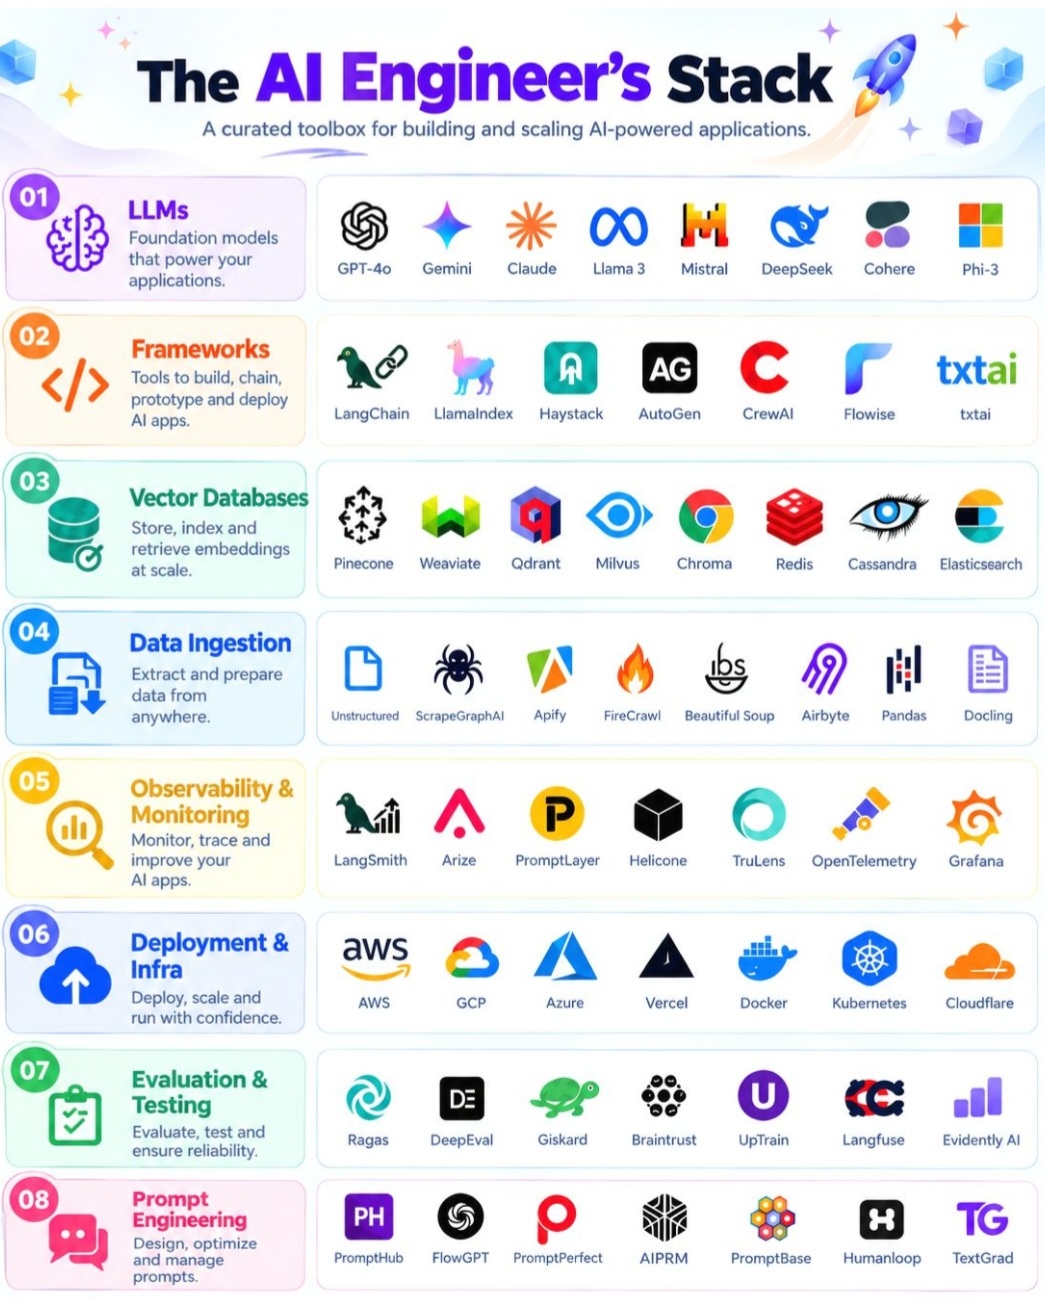 The AI Engineer's Stack
A curated toolbox for building and scaling AI-powered applications.
01
LLMs
Foundation models
that power your
applications.
GPT-4o Gemini Claude Llama 3 Mistral DeepSeek Cohere Phi-3
02
Frameworks
Tools to build, chain,
prototype and deploy
AI apps.
AG txtai
LangChain LlamaIndex Haystack AutoGen CrewAI Flowise txtai
03
Vector Databases
Store, index and
retrieve embeddings
at scale.
Pinecone Weaviate Qdrant Milvus Chroma Redis Cassandra Elasticsearch
04
Data Ingestion
Extract and prepare
data from
anywhere.
ibs
Unstructured ScrapeGraphAI Apify FireCrawl Beautiful Soup Airbyte Pandas Docling
05
Observability &
Monitoring
Monitor, trace and
improve your
AI apps.
P
LangSmith Arize PromptLayer Helicone TruLens OpenTelemetry Grafana
06
Deployment &
Infra
Deploy, scale and
run with confidence.
aws
AWS GCP Azure Vercel Docker Kubernetes Cloudflare
07
Evaluation &
Testing
Evaluate, test and
ensure reliability.
DE U
Ragas DeepEval Giskard Braintrust UpTrain Langfuse Evidently AI
08
Prompt
Engineering
Design, optimize
and manage
prompts.
PH TG
PromptHub FlowGPT PromptPerfect AIPRM PromptBase Humanloop TextGrad